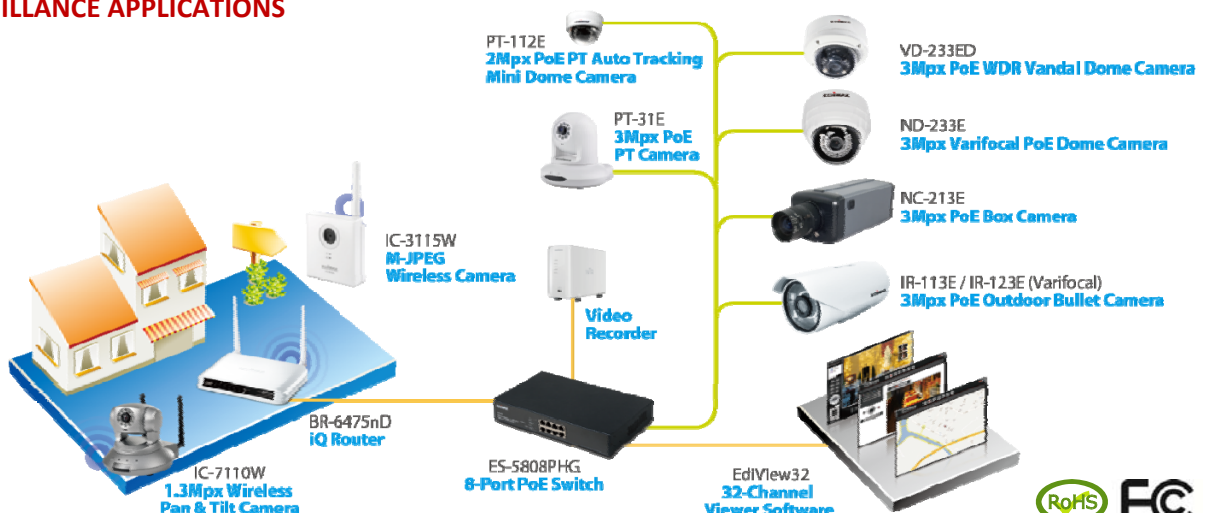 ILLANCE APPLICATIONS
PT-112E
2Mpx PoE PT Auto Tracking
Mini Dome Camera
VD-233ED
3Mpx PoE WDR Vandal Dome Camera
PT-31E
3Mpx PoE
PT Camera
ND-233E
3Mpx Varifocal PoE Dome Camera
NC-213E
3Mpx PoE Box Camera
IC-3115W
M-JPEG
Wireless Camera
IR-113E / IR-123E (Varifocal)
3Mpx PoE Outdoor Bullet Camera
Video
Recorder
BR-6475nD
iQ Router
IC-7110W
1.3Mpx Wireless
Pan & Tilt Camera
ES-5808PHG
8-Port PoE Switch
EdiView32
32-Channel
Viewer Software
RoHS
FC